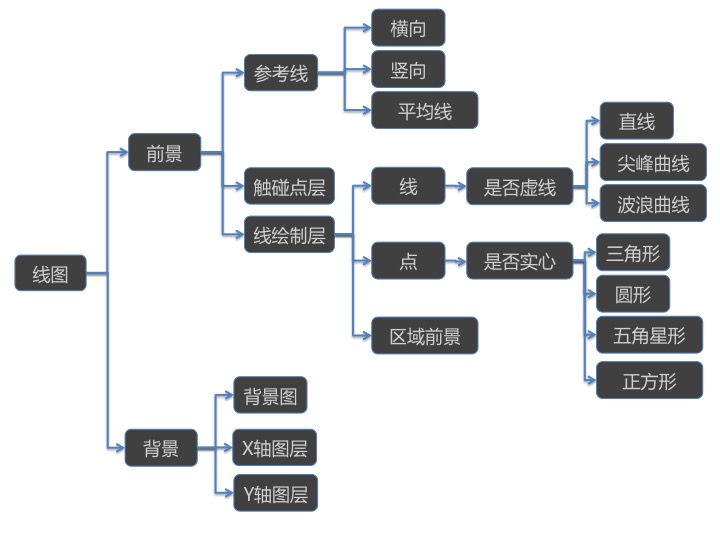 线图
前景
参考线
横向
竖向
平均线
触碰点层
线绘制层
线
是否虚线
直线
尖峰曲线
波浪曲线
点
是否实心
三角形
圆形
五角星形
正方形
区域前景
背景
背景图
X轴图层
Y轴图层